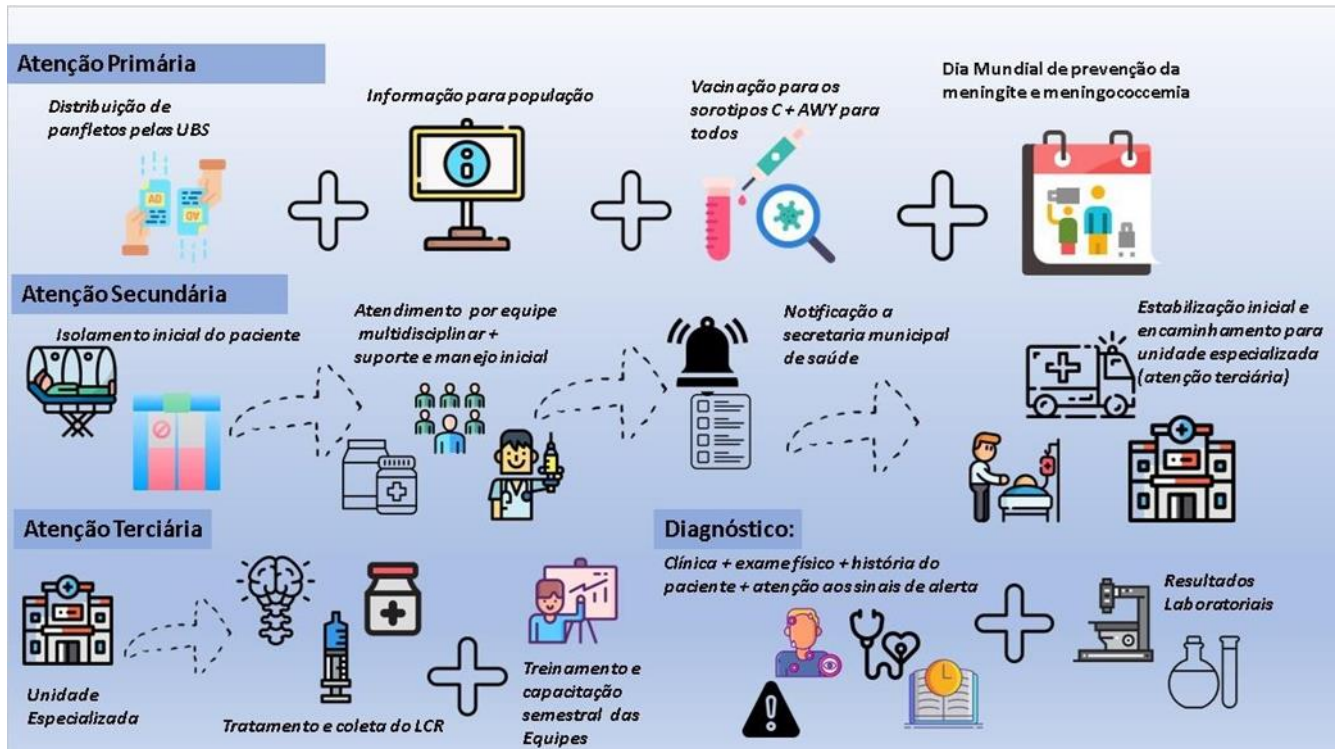 Atenção Primária
Distribuição de
panfletos pelas UBS
Informação para população
Vacinação para os
sorotipos C + AWY para
todos
Dia Mundial de prevenção da
meningite e meningococcemia
AD
AD
Atenção Secundária
Isolamento inicial do paciente
Atendimento por equipe
multidisciplinar +
suporte e manejo inicial
Notificação a
secretaria municipal
de saúde
Estabilização inicial e
encaminhamento para
unidade especializada
(atenção terciária)
Atenção Terciária
Unidade
Especializada
Tratamento e coleta do LCR
Treinamento e
capacitação
semestral das
Equipes
Diagnóstico:
Clínica + exame físico + história do
paciente + atenção aos sinais de alerta
Resultados
Laboratoriais